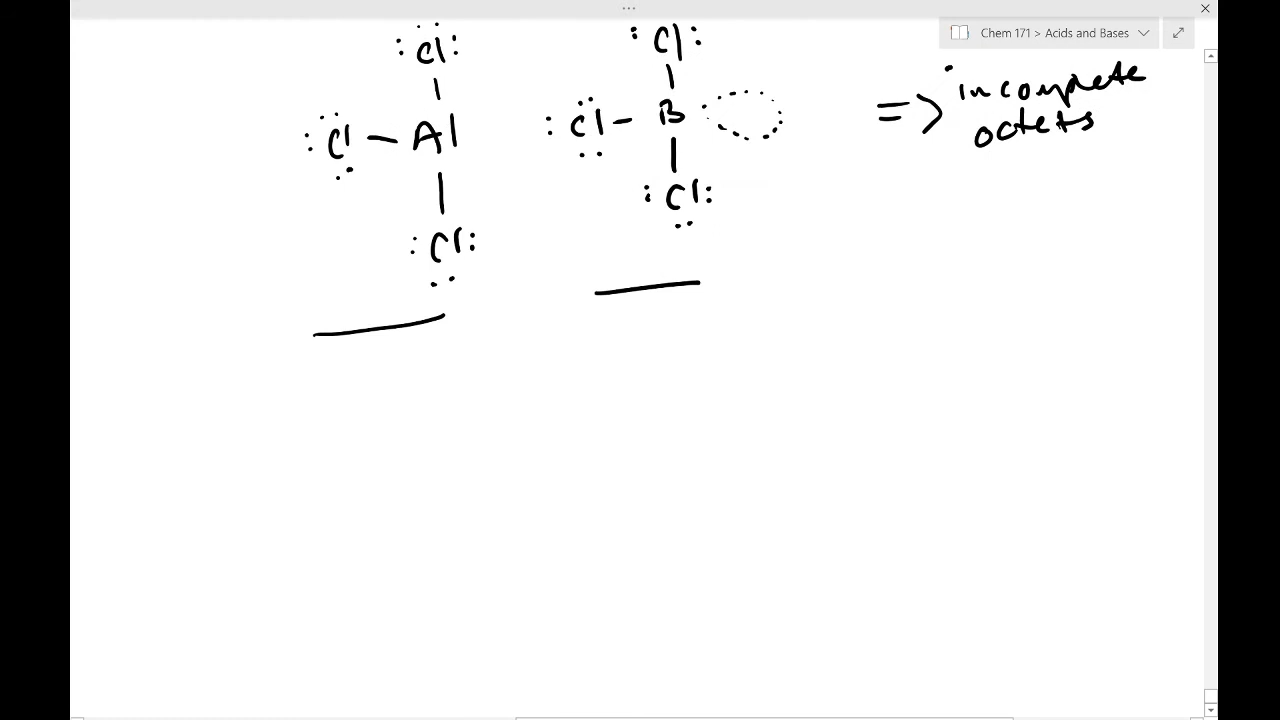 Chem 171 > Acids and Bases
:Cl:
:Cl:
Cl – Al
Cl – B
=> incomplete
octets
:Cl:
:Cl: